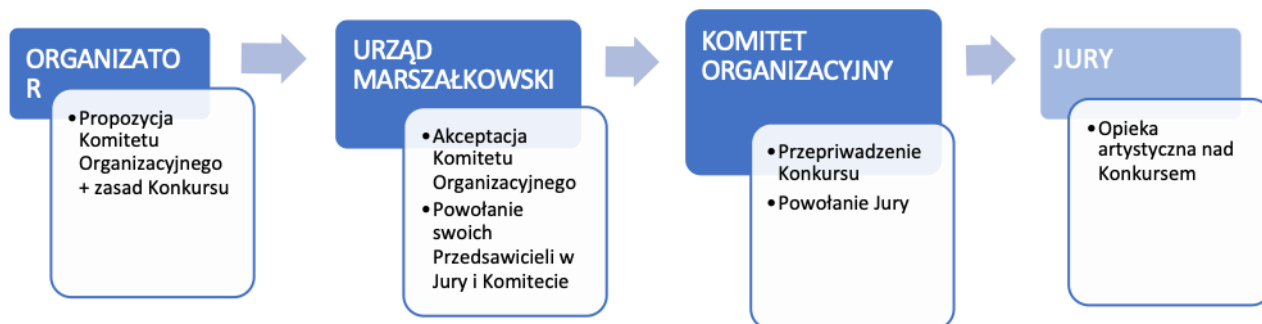 ORGANIZATO
R
•Propozycja
Komitetu
Organizacyjnego
+ zasad Konkursu
URZĄD
MARSZAŁKOWSKI
•Akceptacja
Komitetu
Organizacyjnego
•Powołanie
swoich
Przedsawicieli w
Jury i Komitecie
KOMITET
ORGANIZACYJNY
•Przepriwadzenie
Konkursu
•Powołanie Jury
JURY
•Opieka
artystyczna nad
Konkursem